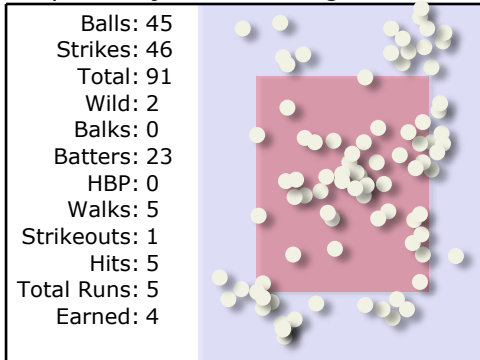 Balls: 45
Strikes: 46
Total: 91
Wild: 2
Balks: 0
Batters: 23
HBP: 0
Walks: 5
Strikeouts: 1
Hits: 5
Total Runs: 5
Earned: 4